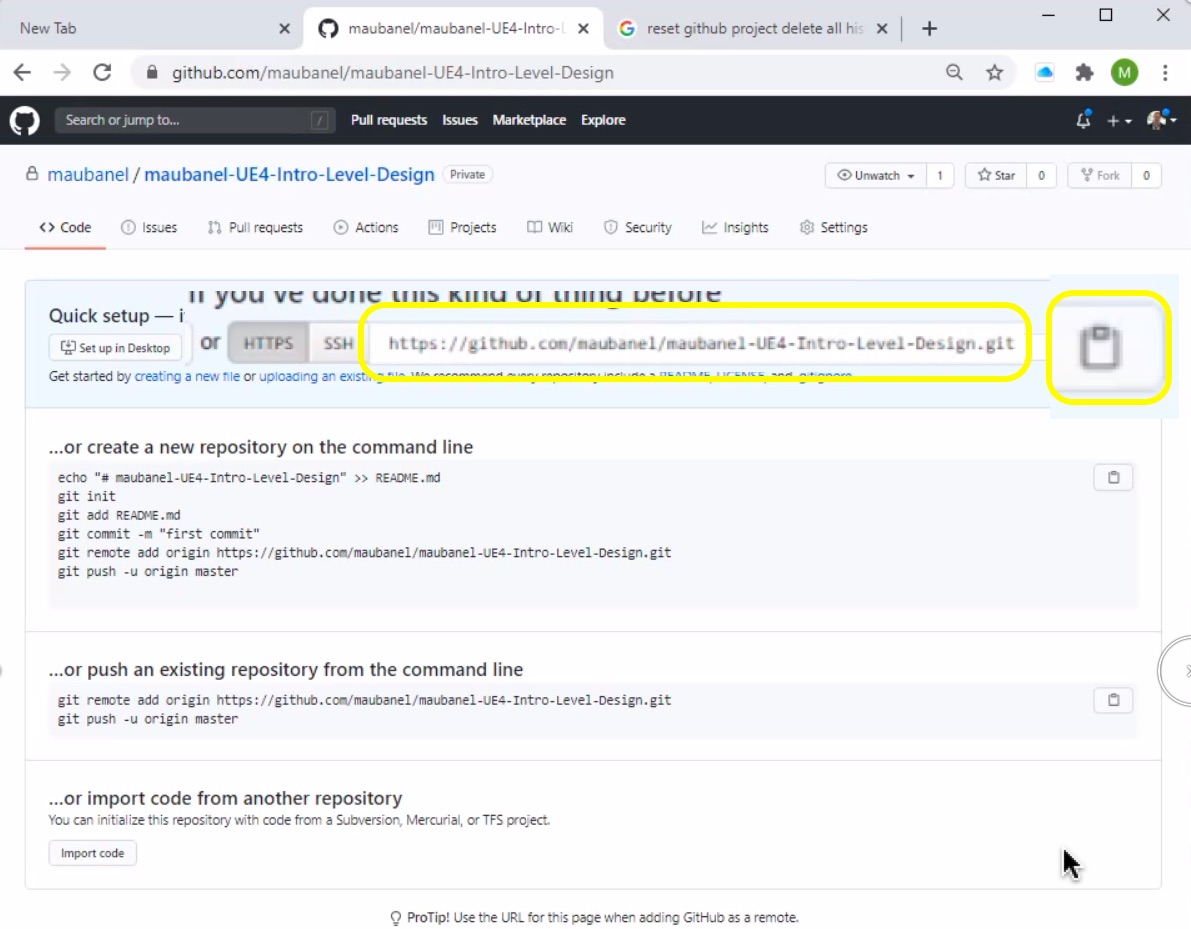 New Tab
maubanel/maubanel-UE4-Intro-L
reset github project delete all his
github.com/maubanel/maubanel-UE4-Intro-Level-Design
M
Search or jump to...
/
Pull requests Issues Marketplace Explore
maubanel / maubanel-UE4-Intro-Level-Design Private
Unwatch 1 Star 0 Fork 0
Code Issues Pull requests Actions Projects Wiki Security Insights Settings
if you've done this kind of thing before
Quick setup — i
Set up in Desktop or HTTPS SSH https://github.com/maubanel/maubanel-UE4-Intro-Level-Design.git
Get started by creating a new file or uploading an existing file. We recommend every repository include a README, LICENSE, and .gitignore.
...or create a new repository on the command line
echo "# maubanel-UE4-Intro-Level-Design" >> README.md
git init
git add README.md
git commit -m "first commit"
git remote add origin https://github.com/maubanel/maubanel-UE4-Intro-Level-Design.git
git push -u origin master
...or push an existing repository from the command line
git remote add origin https://github.com/maubanel/maubanel-UE4-Intro-Level-Design.git
git push -u origin master
...or import code from another repository
You can initialize this repository with code from a Subversion, Mercurial, or TFS project.
Import code
ProTip! Use the URL for this page when adding GitHub as a remote.